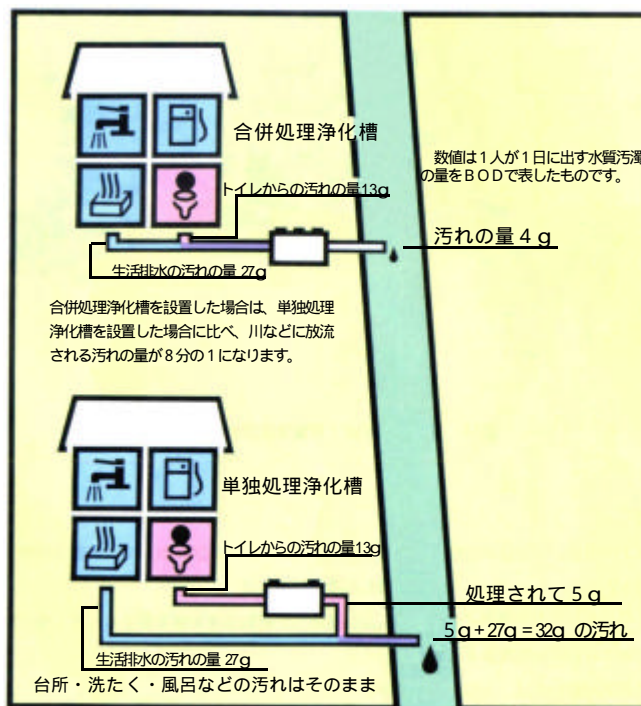 合併処理浄化槽
数値は1人が1日に出す水質汚濁
の量をBODで表したものです。
トイレからの汚れの量13g
汚れの量4g
生活排水の汚れの量 27g
合併処理浄化槽を設置した場合は、単独処理
浄化槽を設置した場合に比べ、川などに放流
される汚れの量が8分の1になります。
単独処理浄化槽
トイレからの汚れの量13g
処理されて5g
5g+27g=32g の汚れ
生活排水の汚れの量 27g
台所・洗たく・風呂などの汚れはそのまま